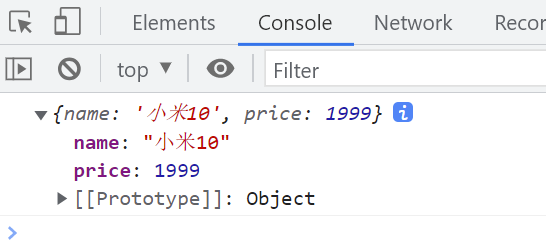 Elements Console Network Recor
top Filter
{name: '小米10', price: 1999} i
name: "小米10"
price: 1999
[[Prototype]]: Object